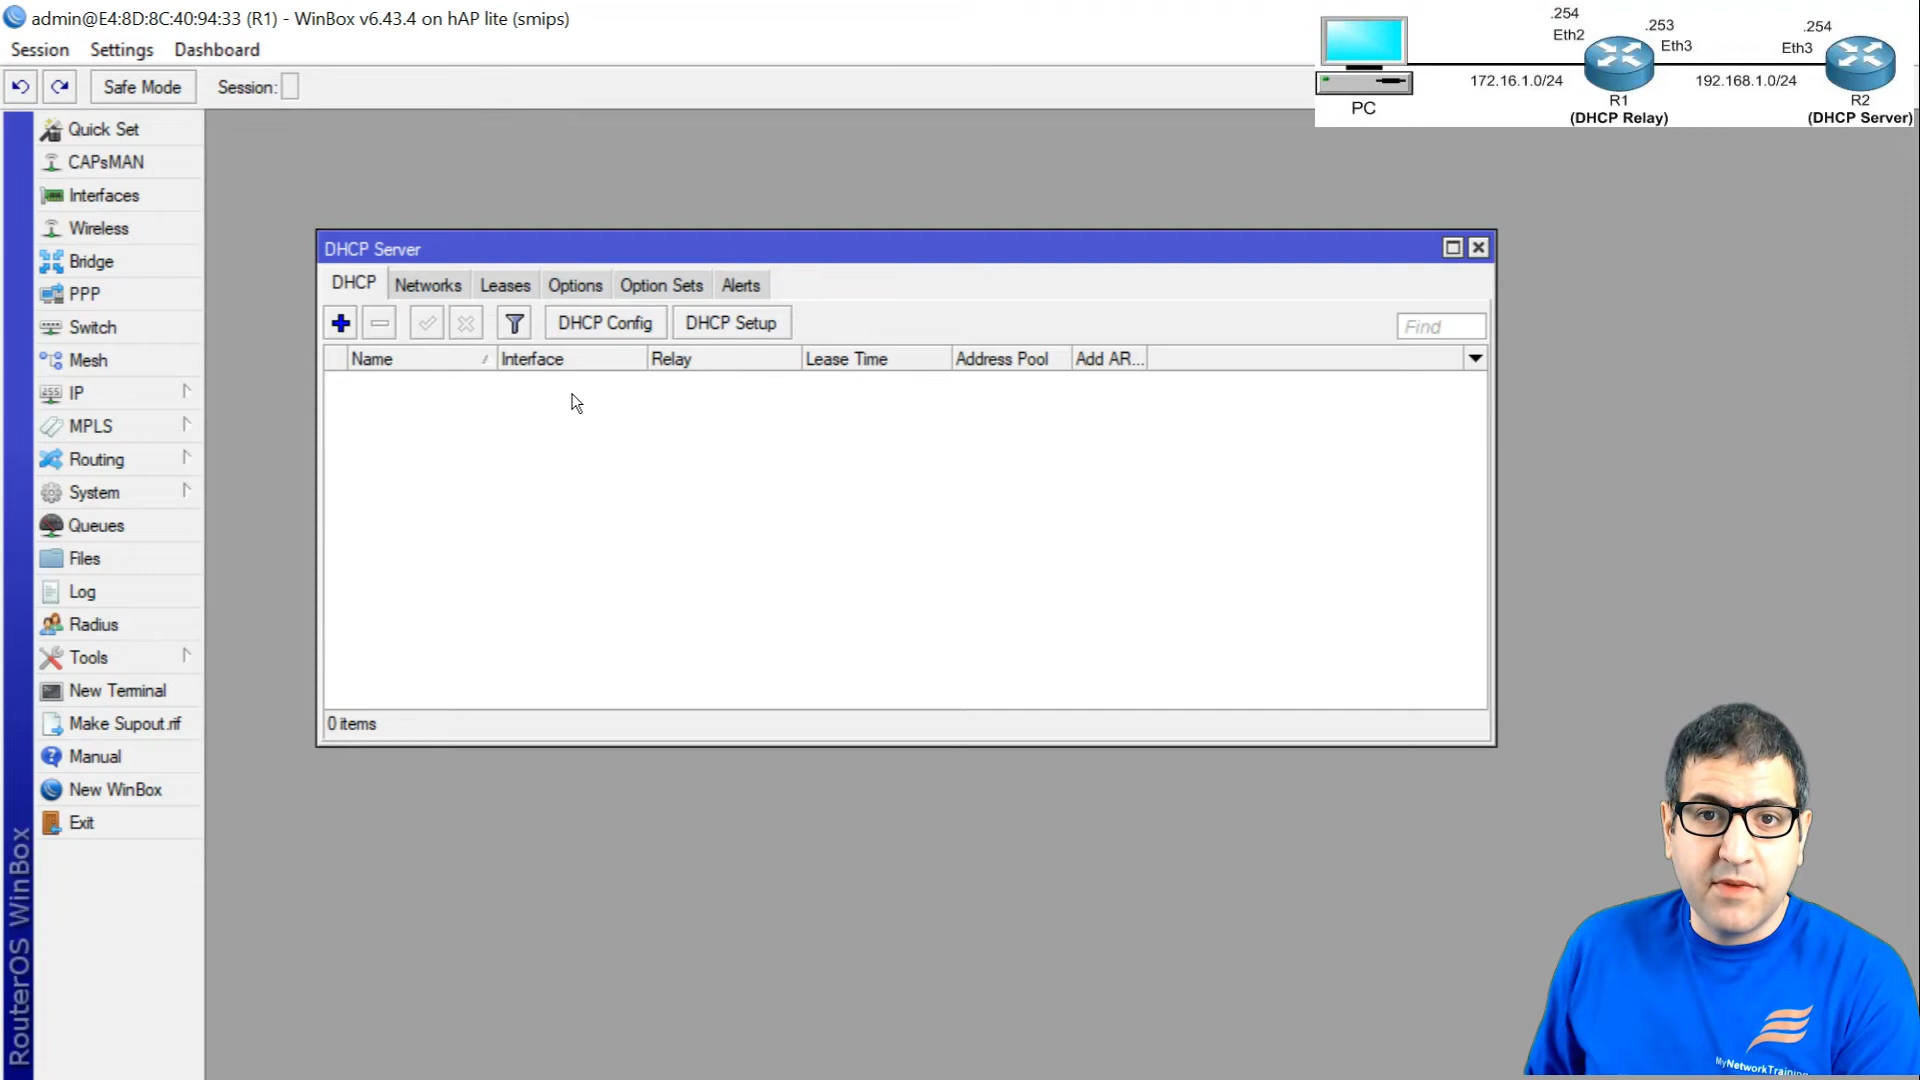 admin@E4:8D:8C:40:94:33 (R1) - WinBox v6.43.4 on hAP lite (smips)
Session Settings Dashboard
Safe Mode Session:
.254
Eth2
.253
Eth3
.254
Eth3
172.16.1.0/24
192.168.1.0/24
PC
R1
(DHCP Relay)
R2
(DHCP Server)
Quick Set
CAPsMAN
Interfaces
Wireless
Bridge
PPP
Switch
Mesh
IP
MPLS
Routing
System
Queues
Files
Log
Radius
Tools
New Terminal
Make Supout.rif
Manual
New WinBox
Exit
RouterOS WinBox
DHCP Server
DHCP Networks Leases Options Option Sets Alerts
DHCP Config DHCP Setup Find
Name Interface Relay Lease Time Address Pool Add AR...
0 items
MyNetworkTraining